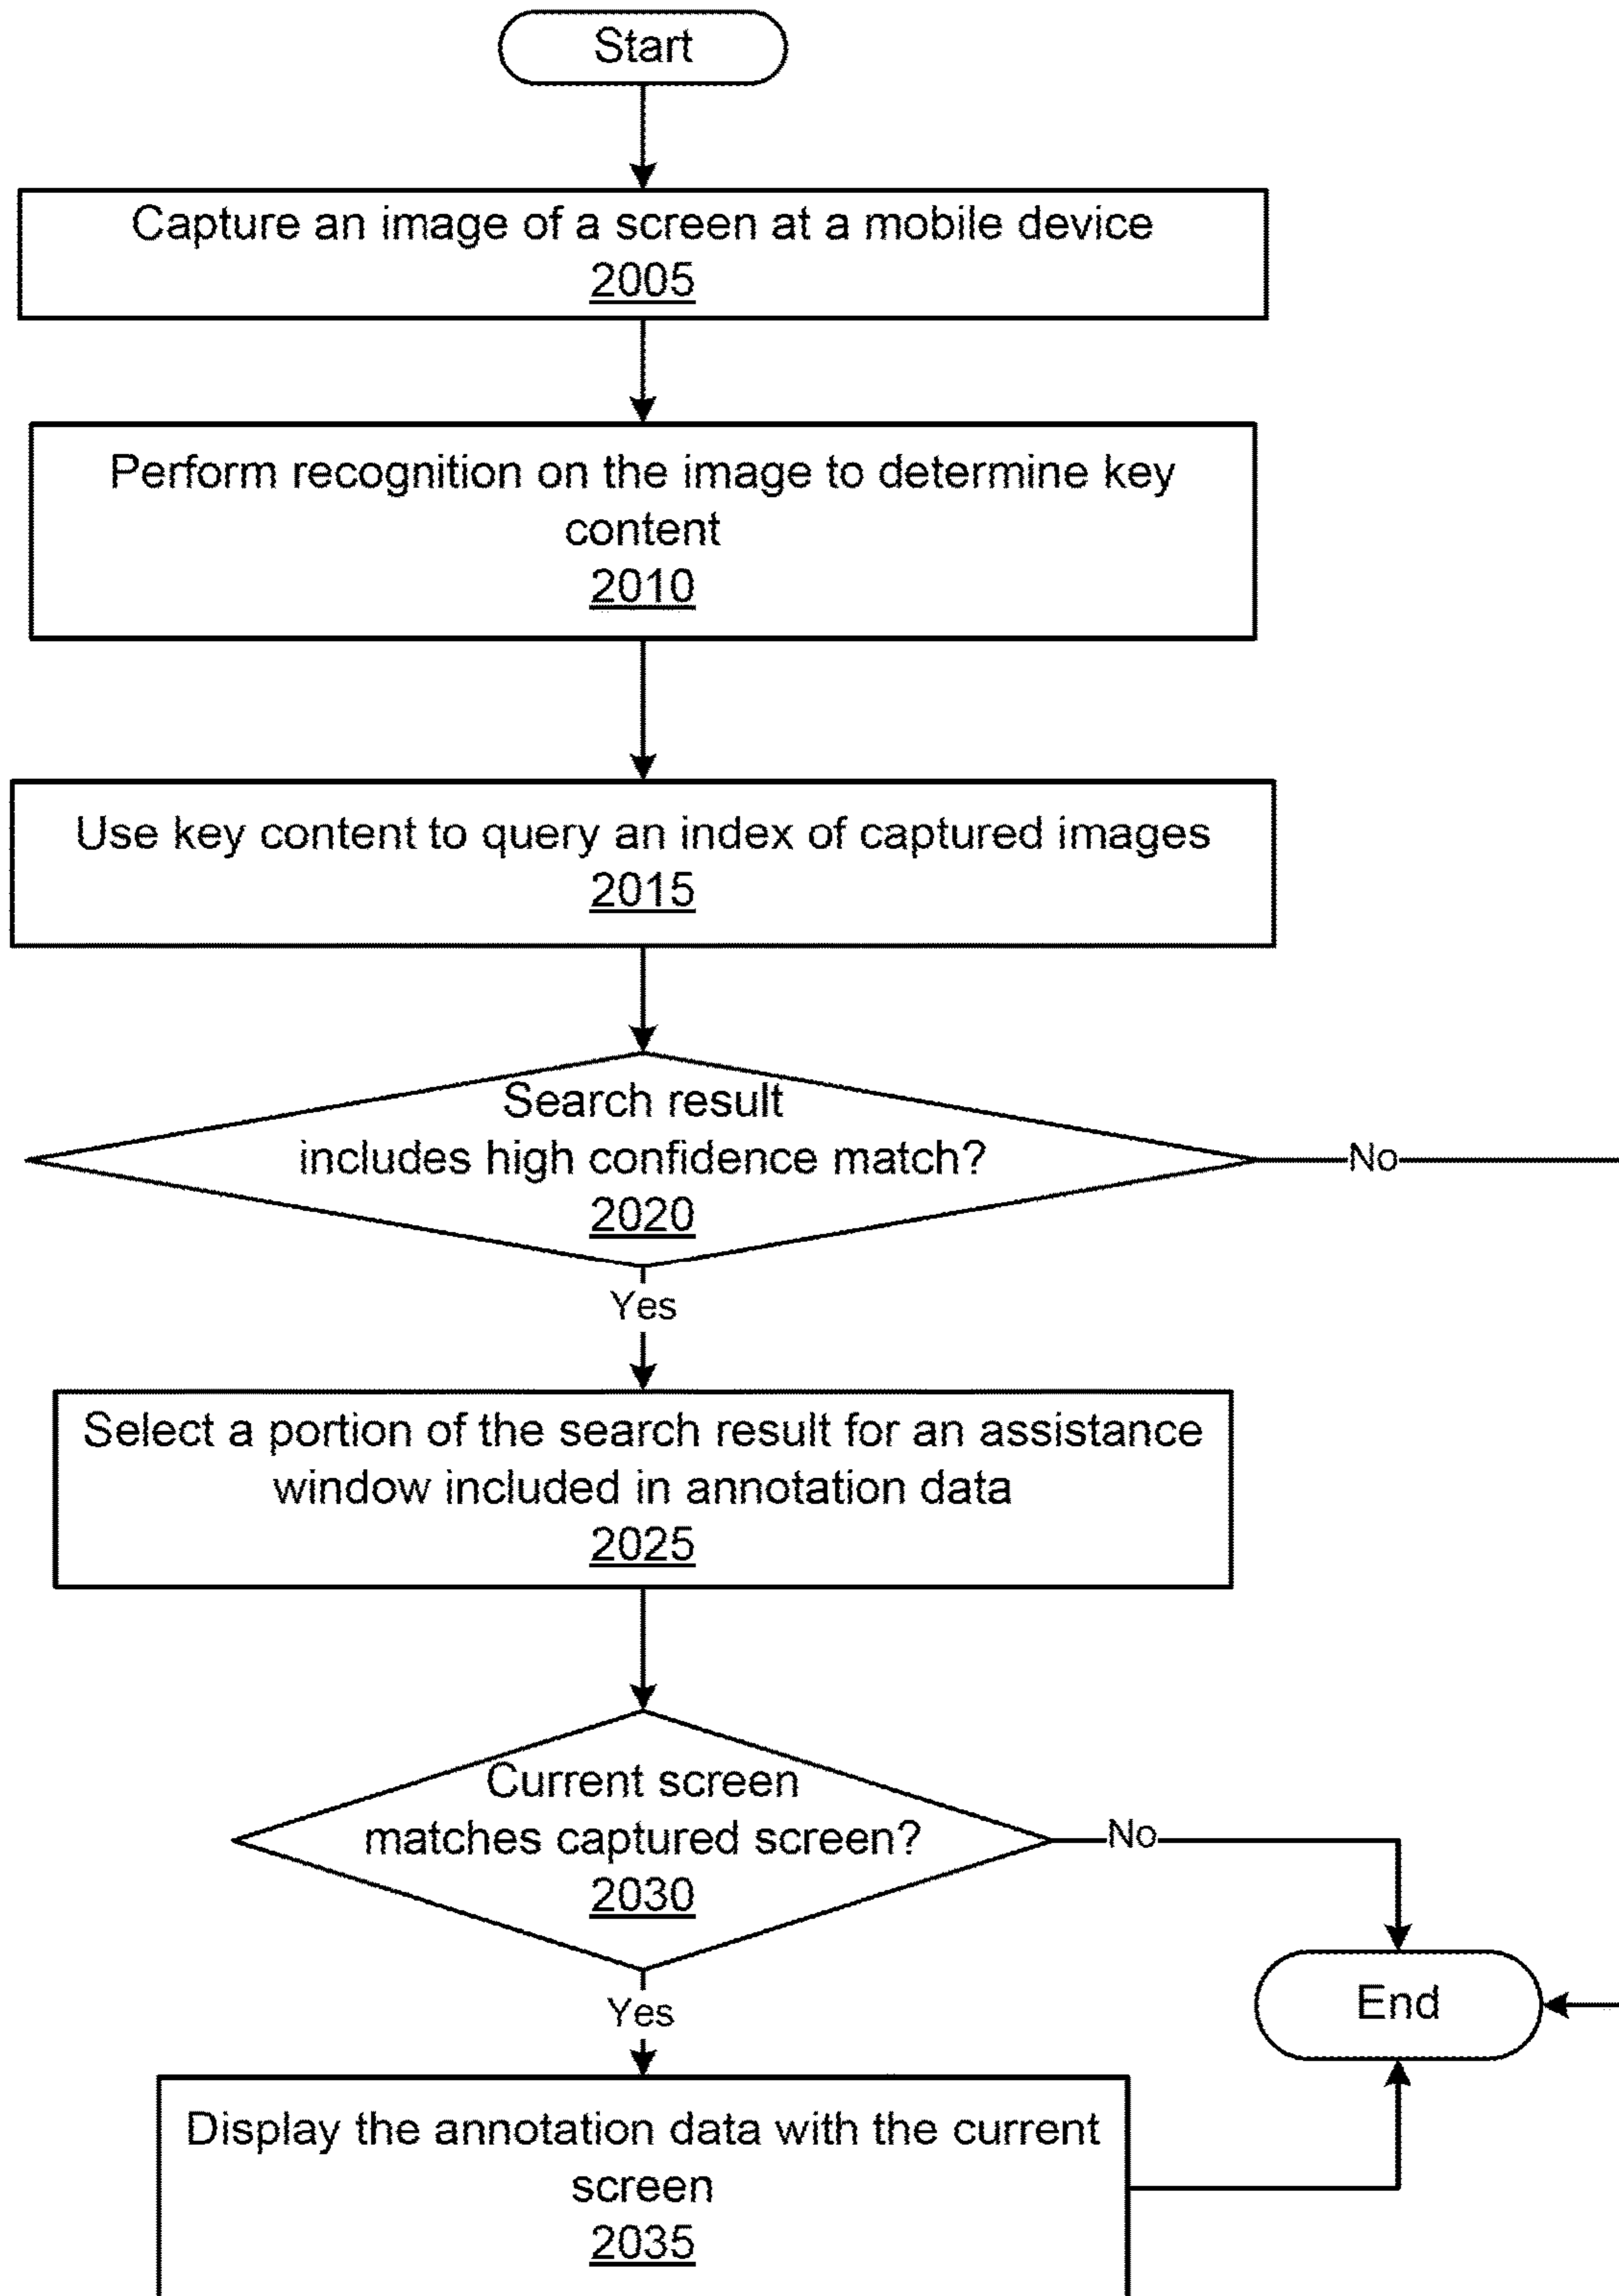 Start
Capture an image of a screen at a mobile device
2005
Perform recognition on the image to determine key
content
2010
Use key content to query an index of captured images
2015
Search result
includes high confidence match?
2020
No
Yes
Select a portion of the search result for an assistance
window included in annotation data
2025
Current screen
matches captured screen?
2030
No
Yes
End
Display the annotation data with the current
screen
2035